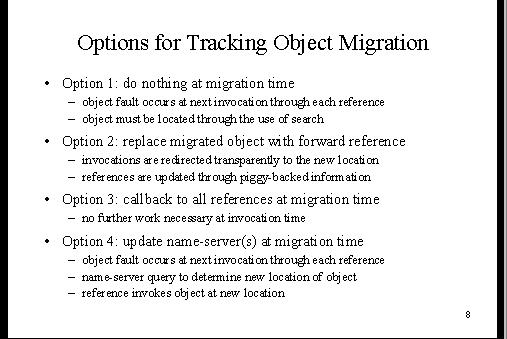 Options for Tracking Object Migration
• Option 1: do nothing at migration time
– object fault occurs at next invocation through each reference
– object must be located through the use of search
• Option 2: replace migrated object with forward reference
– invocations are redirected transparently to the new location
– references are updated through piggy-backed information
• Option 3: callback to all references at migration time
– no further work necessary at invocation time
• Option 4: update name-server(s) at migration time
– object fault occurs at next invocation through each reference
– name-server query to determine new location of object
– reference invokes object at new location
8